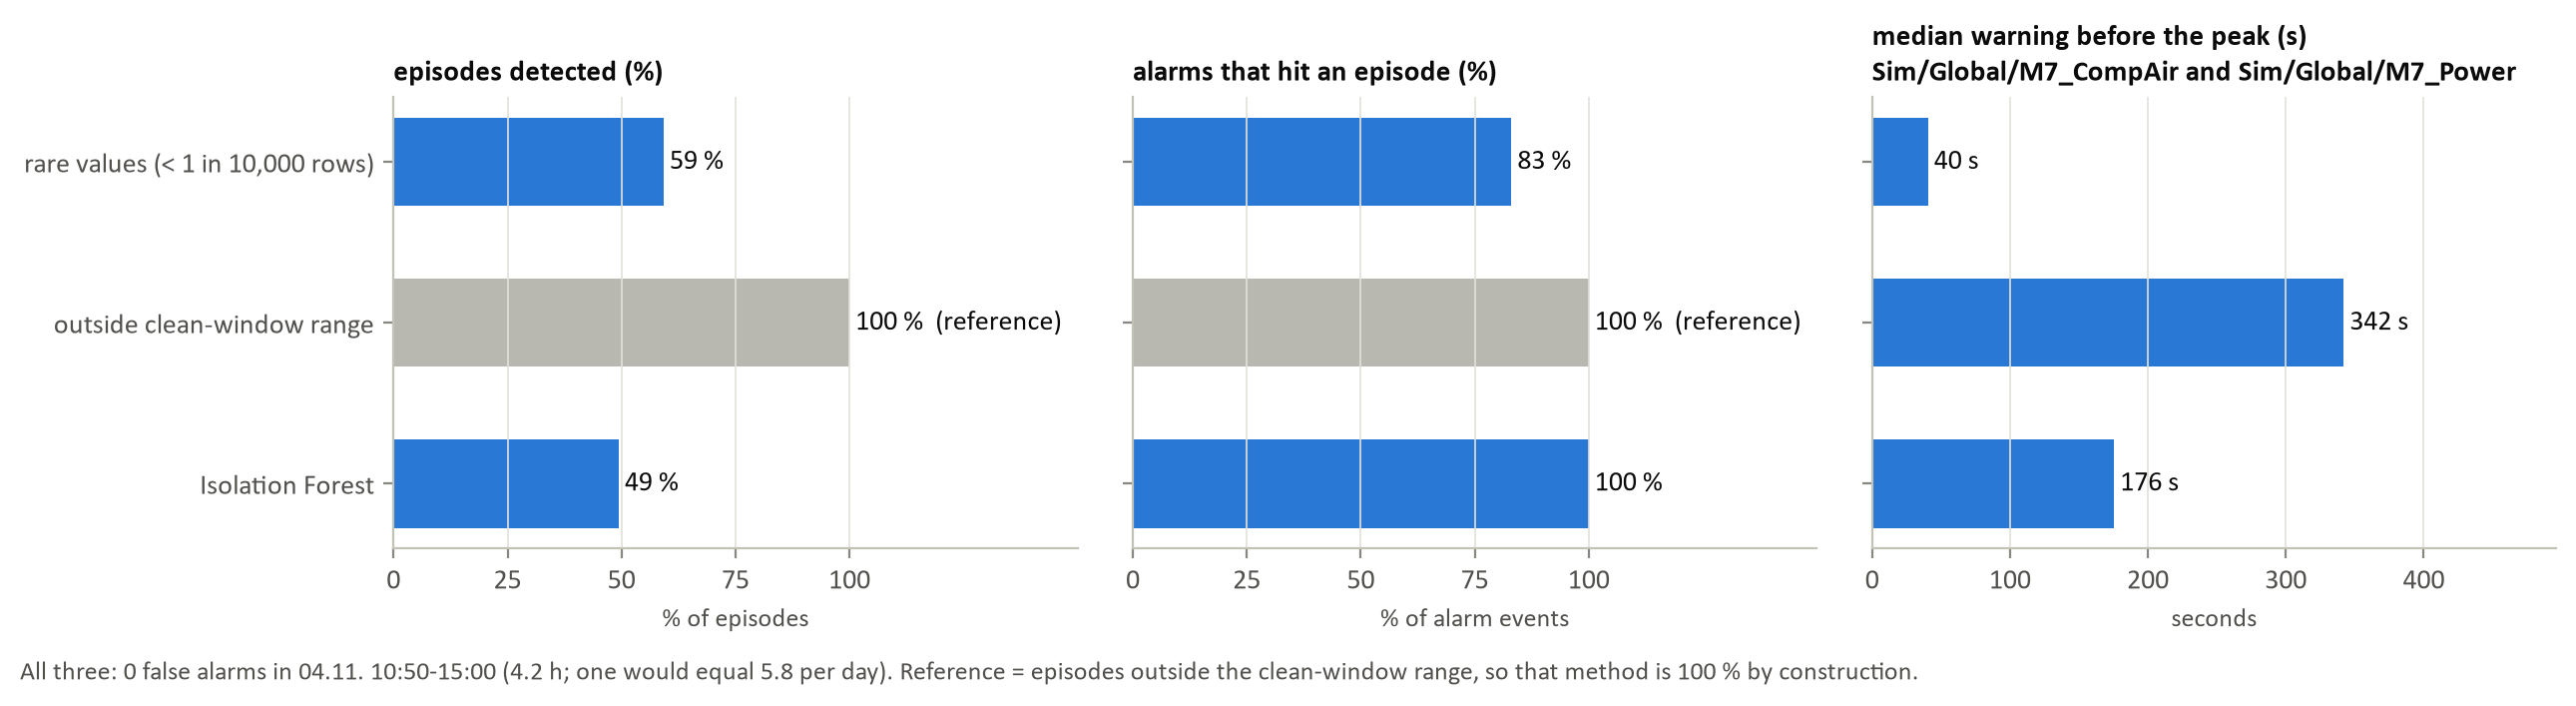 episodes detected (%)
alarms that hit an episode (%)
median warning before the peak (s)
Sim/Global/M7_CompAir and Sim/Global/M7_Power
rare values (< 1 in 10,000 rows)
59 %
83 %
40 s
outside clean-window range
100 % (reference)
100 % (reference)
342 s
Isolation Forest
49 %
100 %
176 s
0 25 50 75 100
0 25 50 75 100
0 100 200 300 400
% of episodes
% of alarm events
seconds
All three: 0 false alarms in 04.11. 10:50-15:00 (4.2 h; one would equal 5.8 per day). Reference = episodes outside the clean-window range, so that method is 100 % by construction.